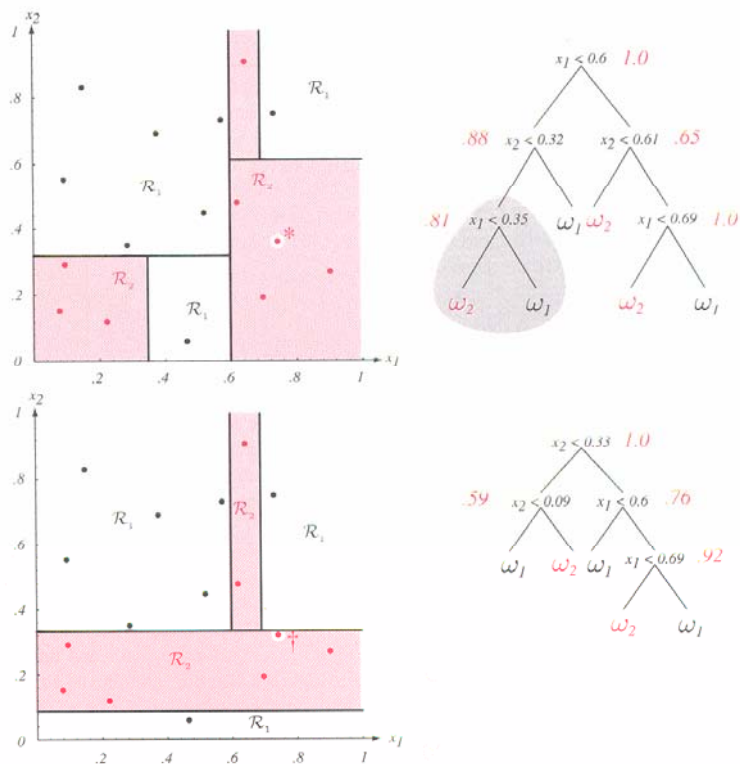 x₂
1
.8
.6
.4
.2
0
.2 .4 .6 .8 1 x₁
R₁
R₁
R₂
*
R₂
R₁
x₁ < 0.6 1.0
.88 x₂ < 0.32 x₂ < 0.61 .65
.81 x₁ < 0.35 ω₁ ω₂ x₁ < 0.69 1.0
ω₂ ω₁ ω₂ ω₁
x₂
1
.8
.6
.4
.2
0
.2 .4 .6 .8 1 x₁
R₁
R₂
R₁
†
R₂
R₁
x₂ < 0.33 1.0
.59 x₂ < 0.09 x₁ < 0.6 .76
ω₁ ω₂ ω₁ x₁ < 0.69 .92
ω₂ ω₁